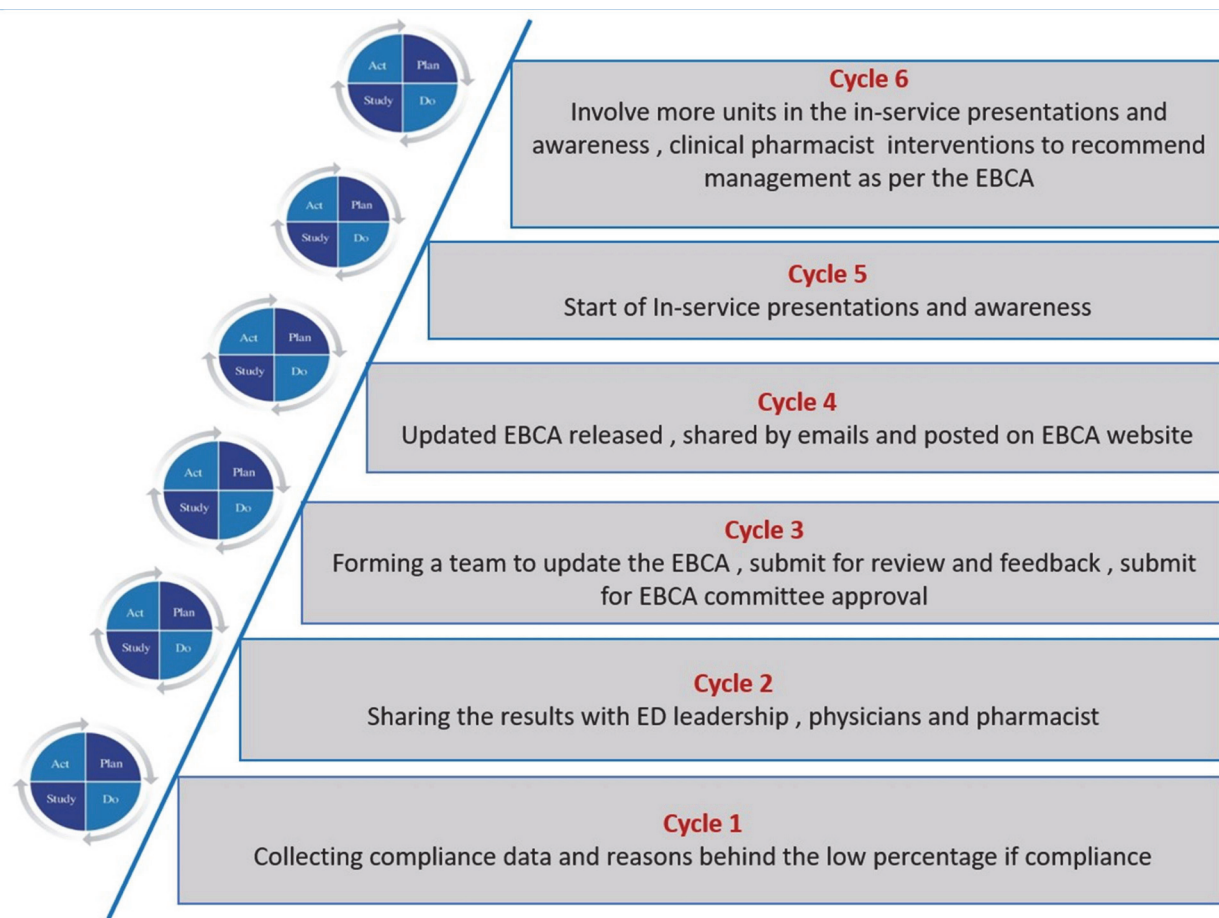 Act Plan
Study Do
Cycle 6
Involve more units in the in-service presentations and
awareness , clinical pharmacist interventions to recommend
management as per the EBCA
Act Plan
Study Do
Cycle 5
Start of In-service presentations and awareness
Act Plan
Study Do
Cycle 4
Updated EBCA released , shared by emails and posted on EBCA website
Act Plan
Study Do
Cycle 3
Forming a team to update the EBCA , submit for review and feedback , submit
for EBCA committee approval
Act Plan
Study Do
Cycle 2
Sharing the results with ED leadership , physicians and pharmacist
Act Plan
Study Do
Cycle 1
Collecting compliance data and reasons behind the low percentage if compliance